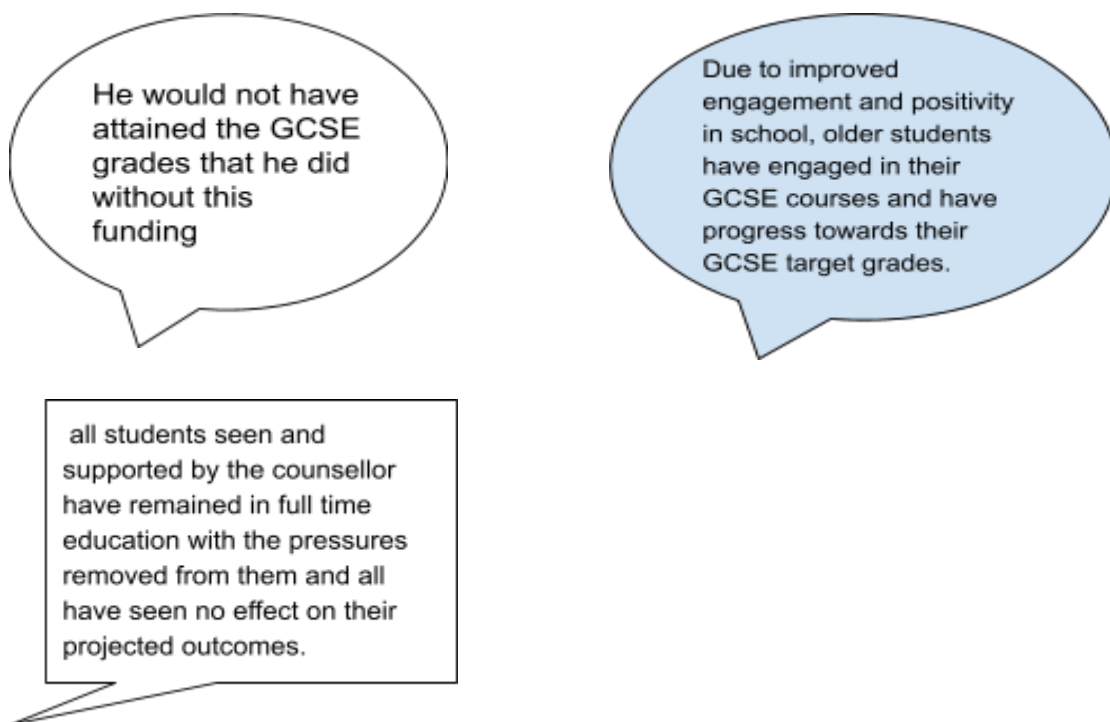 He would not have
attained the GCSE
grades that he did
without this
funding
Due to improved
engagement and positivity
in school, older students
have engaged in their
GCSE courses and have
progress towards their
GCSE target grades.
all students seen and
supported by the counsellor
have remained in full time
education with the pressures
removed from them and all
have seen no effect on their
projected outcomes.